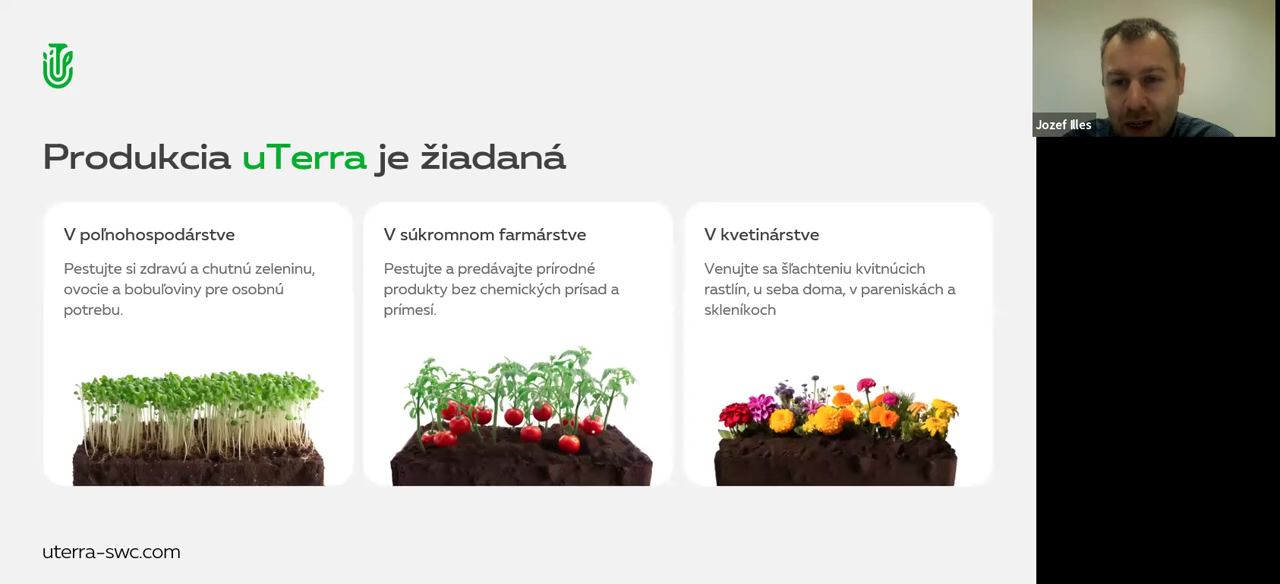 Jozef Illes
Produkcia uTerra je žiadaná
V poľnohospodárstve
Pestujte si zdravú a chutnú zeleninu,
ovocie a bobuľoviny pre osobnú
potrebu.
V súkromnom farmárstve
Pestujte a predávajte prírodné
produkty bez chemických prísad a
prímesí.
V kvetinárstve
Venujte sa šľachteniu kvitnúcich
rastlín, u seba doma, v pareniskách a
skleníkoch
uterra-swc.com